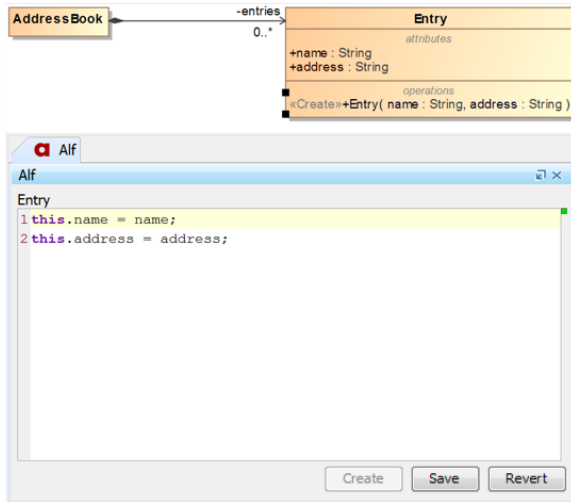 AddressBook
-entries
0..*
Entry
attributes
+name : String
+address : String
operations
«Create»+Entry( name : String, address : String )
a Alf
Alf
Entry
1 this.name = name;
2 this.address = address;
Create Save Revert